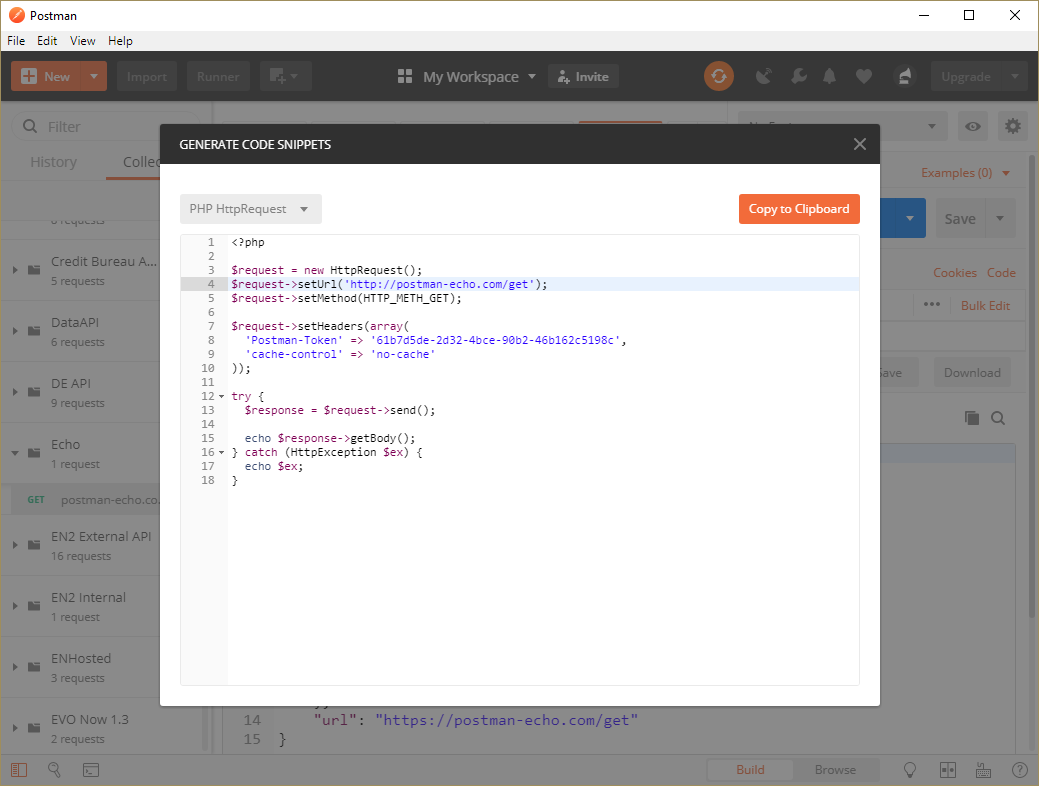 Postman
File Edit View Help
New Import Runner My Workspace Invite Upgrade
Filter
History
Examples (0)
Save
Cookies Code
Bulk Edit
Download
GENERATE CODE SNIPPETS
PHP HttpRequest
Copy to Clipboard
1 <?php
2
3 $request = new HttpRequest();
4 $request->setUrl('http://postman-echo.com/get');
5 $request->setMethod(HTTP_METH_GET);
6
7 $request->setHeaders(array(
8   'Postman-Token' => '61b7d5de-2d32-4bce-90b2-46b162c5198c',
9   'cache-control' => 'no-cache'
10 ));
11
12 try {
13   $response = $request->send();
14
15   echo $response->getBody();
16 } catch (HttpException $ex) {
17   echo $ex;
18 }
Credit Bureau A...
5 requests
DataAPI
6 requests
DE API
9 requests
Echo
1 request
GET postman-echo.co
EN2 External API
16 requests
EN2 Internal
1 request
ENHosted
3 requests
EVO Now 1.3
2 requests
14 "url": "https://postman-echo.com/get"
15 }
Build Browse